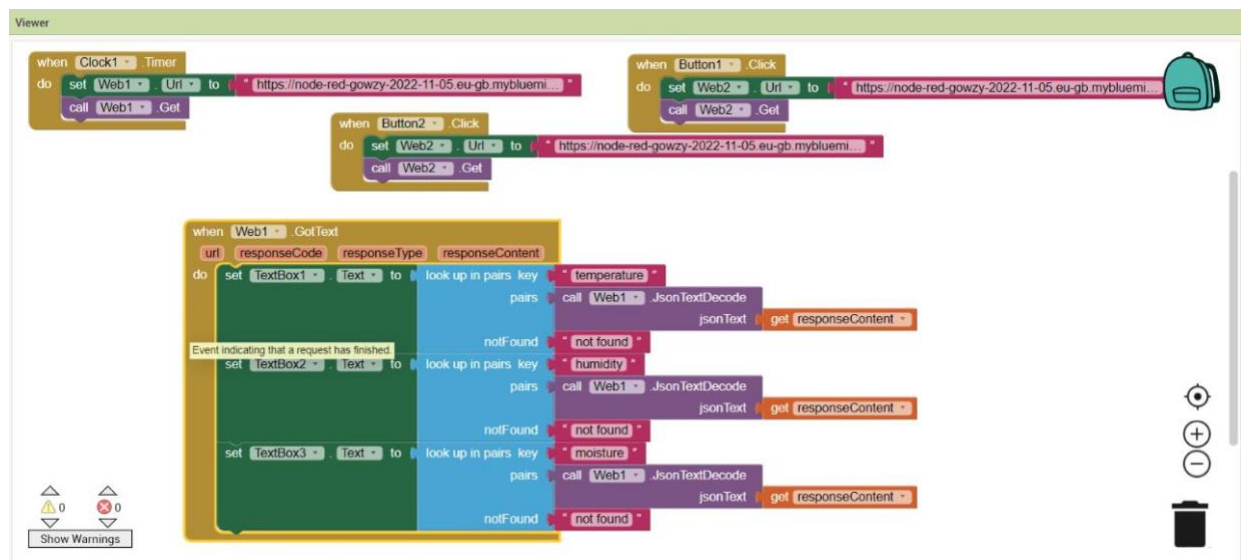 Viewer
when Clock1 .Timer
do set Web1 . Url to " https://node-red-gowzy-2022-11-05.eu-gb.mybluemi... "
call Web1 .Get
when Button1 .Click
do set Web2 . Url to " https://node-red-gowzy-2022-11-05.eu-gb.mybluemi...
call Web2 .Get
when Button2 .Click
do set Web2 . Url to " https://node-red-gowzy-2022-11-05.eu-gb.mybluemi... "
call Web2 .Get
when Web1 .GotText
url responseCode responseType responseContent
do set TextBox1 . Text to look up in pairs key " temperature "
pairs call Web1 .JsonTextDecode
jsonText get responseContent
notFound " not found "
Event indicating that a request has finished.
set TextBox2 . Text to look up in pairs key " humidity "
pairs call Web1 .JsonTextDecode
jsonText get responseContent
notFound " not found "
set TextBox3 . Text to look up in pairs key " moisture "
pairs call Web1 .JsonTextDecode
jsonText get responseContent
notFound " not found "
0 0
Show Warnings